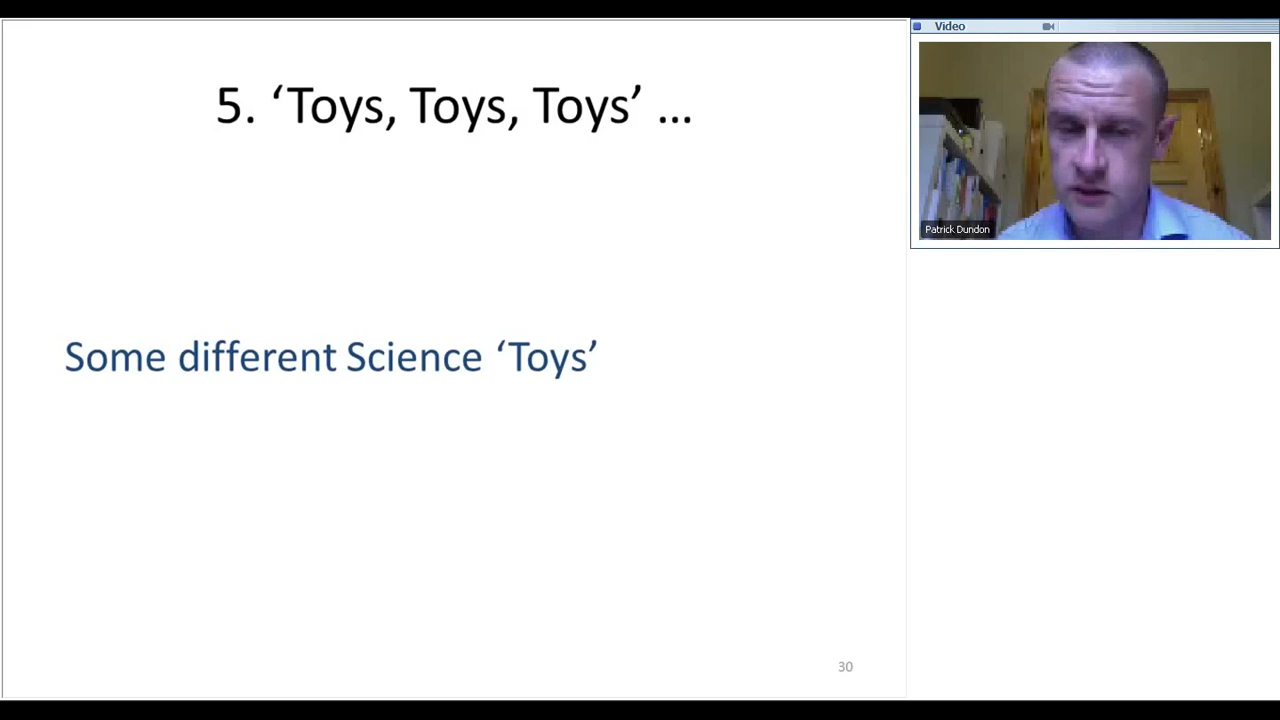 5. ‘Toys, Toys, Toys’ ...
Some different Science ‘Toys’
30
Video
Patrick Dundon